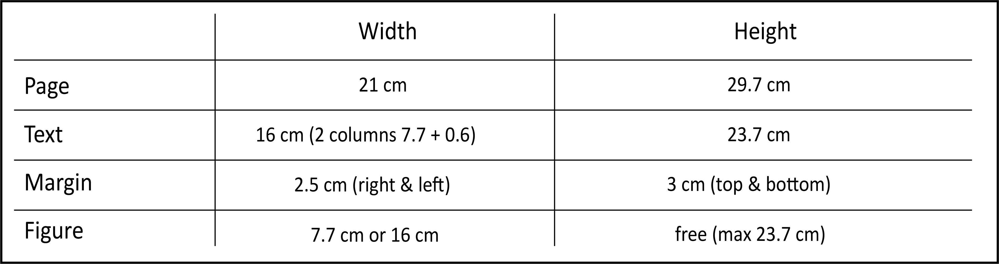 Width Height
Page 21 cm 29.7 cm
Text 16 cm (2 columns 7.7 + 0.6) 23.7 cm
Margin 2.5 cm (right & left) 3 cm (top & bottom)
Figure 7.7 cm or 16 cm free (max 23.7 cm)